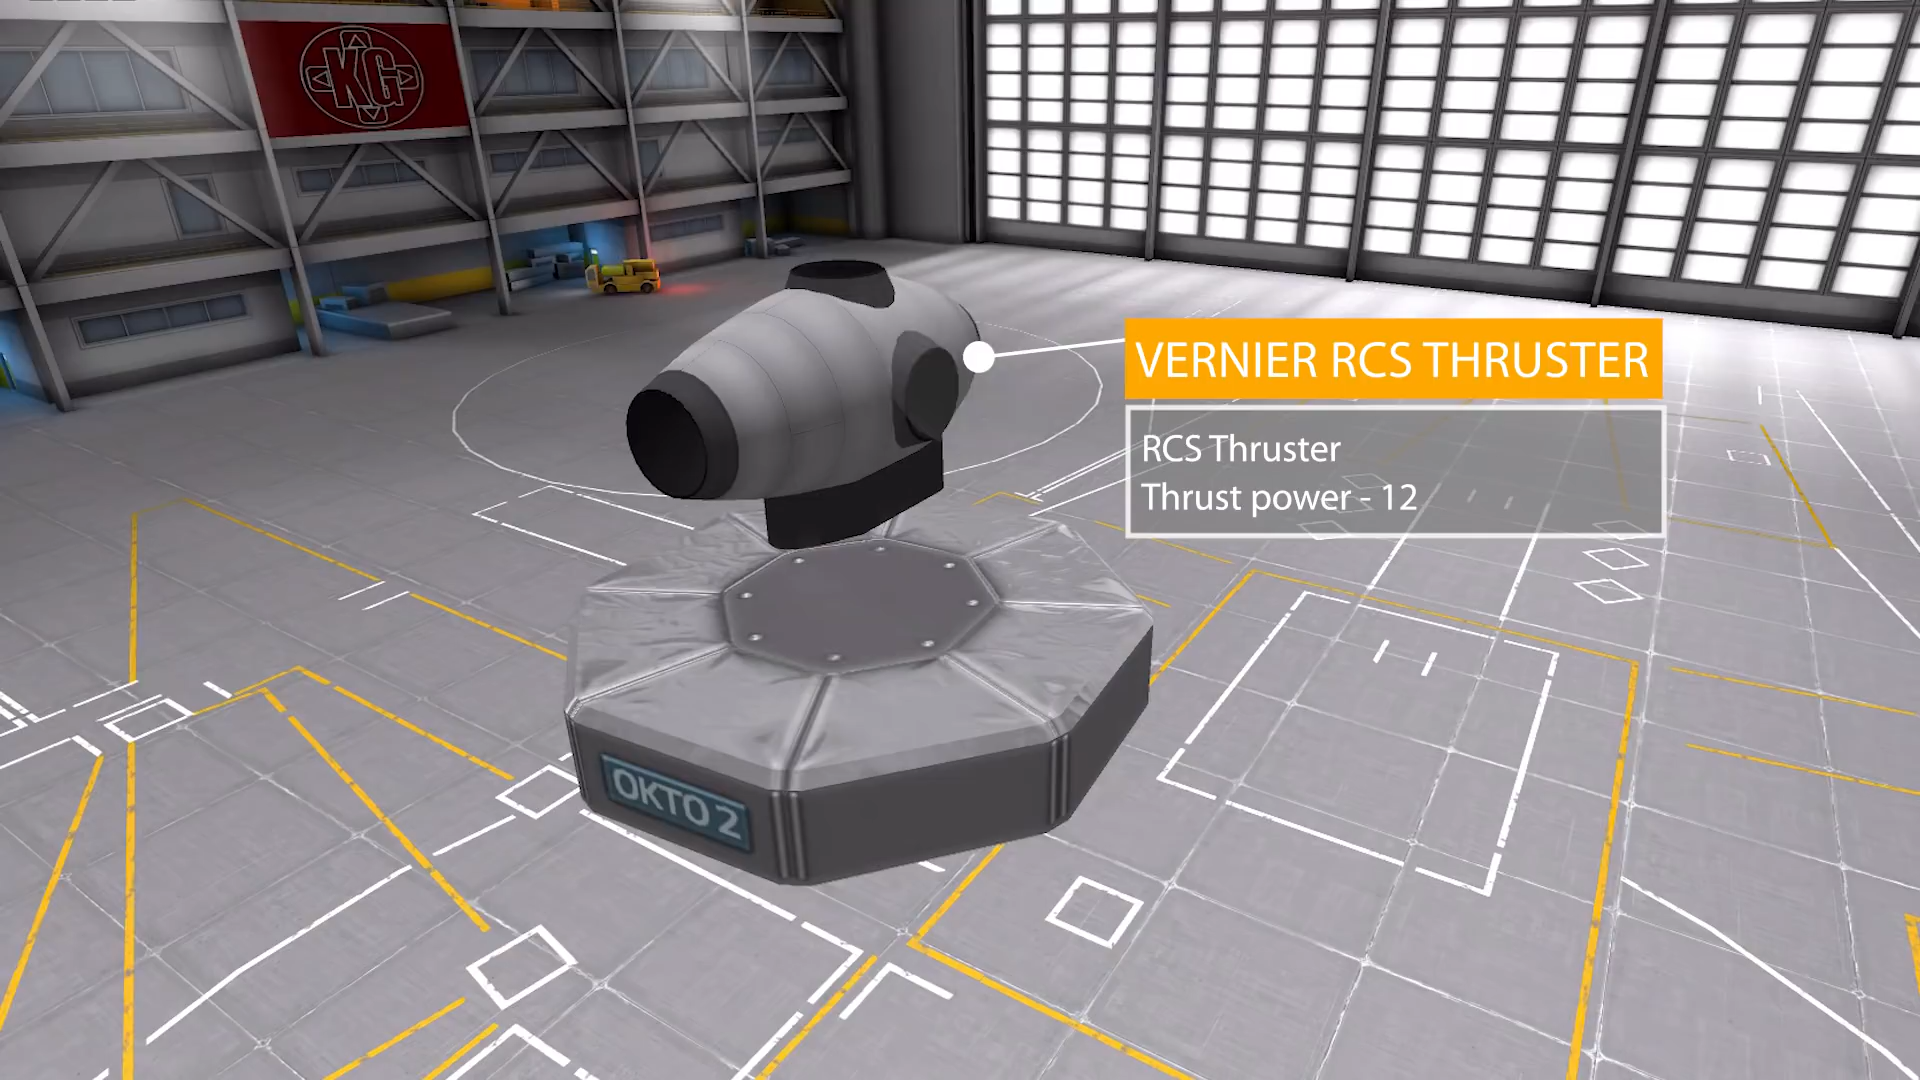 KG
VERNIER RCS THRUSTER
RCS Thruster
Thrust power - 12
OKTO 2